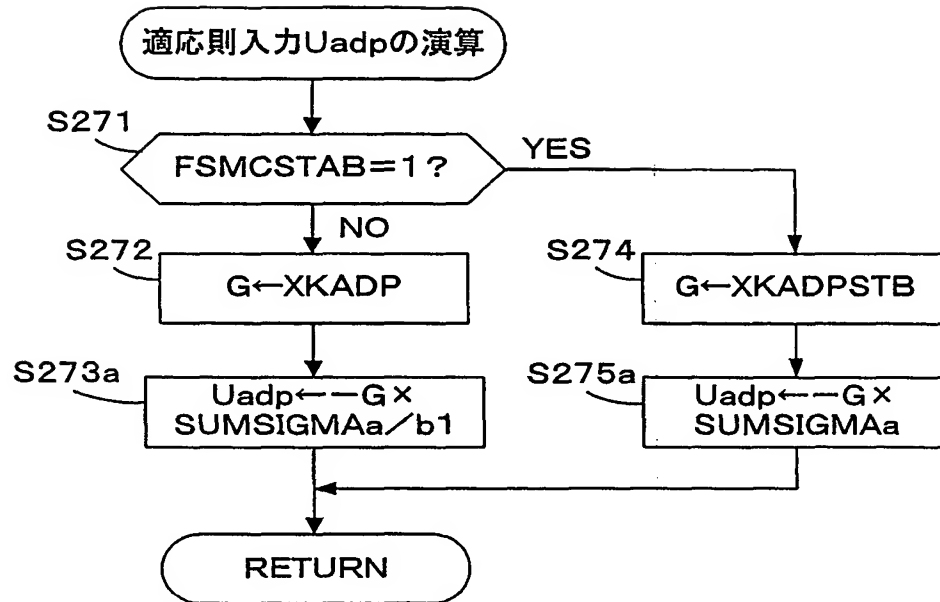 適応則入力Uadpの演算
S271
FSMCSTAB=1?
YES
NO
S272
G←XKADP
S274
G←XKADPSTB
S273a
Uadp←−G×
SUMSIGMAa/b1
S275a
Uadp←−G×
SUMSIGMAa
RETURN